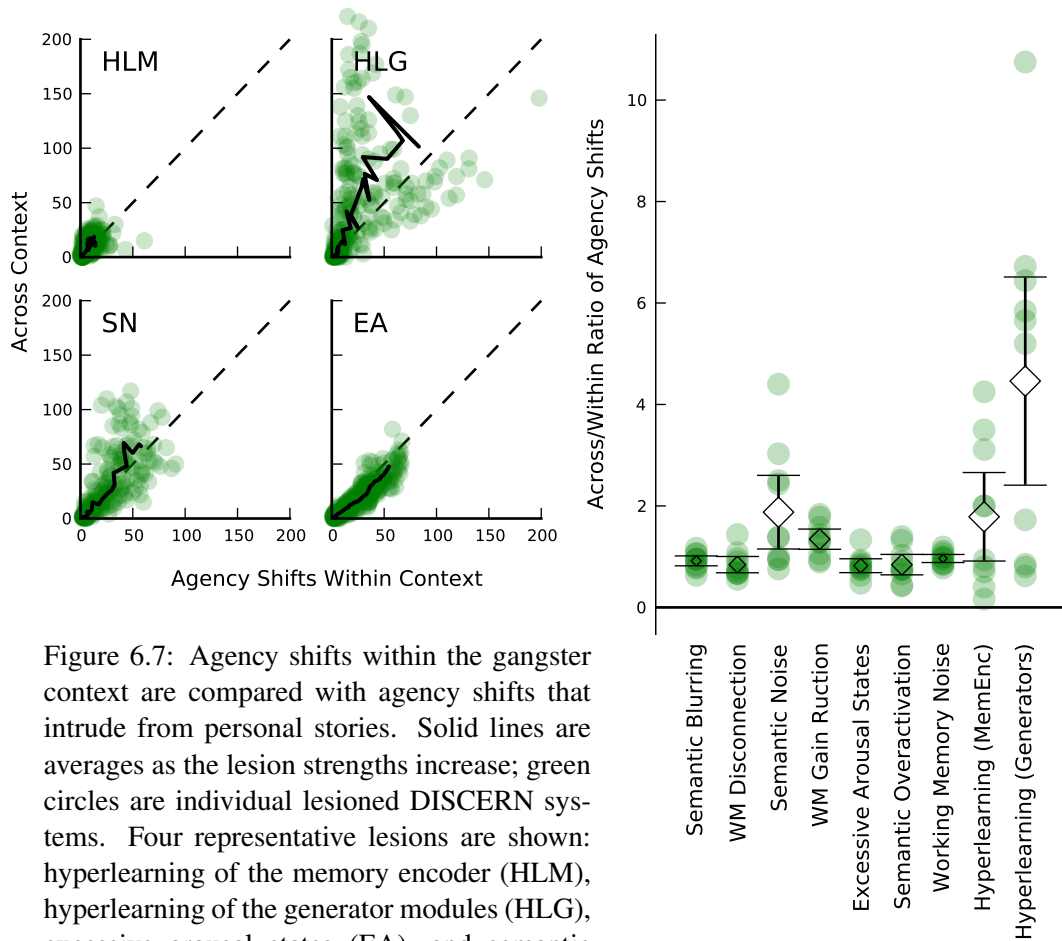 200
150
100
50
0
HLM
HLG
Across Context
0
50
100
150
200
SN
EA
200
150
100
50
0
0
50
100
150
200
0
50
100
150
200
Agency Shifts Within Context
Across/Within Ratio of Agency Shifts
10
8
6
4
2
0
Semantic Blurring
WM Disconnection
Semantic Noise
WM Gain Ruction
Excessive Arousal States
Semantic Overactivation
Working Memory Noise
Hyperlearning (MemEnc)
Hyperlearning (Generators)
Figure 6.7: Agency shifts within the gangster
context are compared with agency shifts that
intrude from personal stories. Solid lines are
averages as the lesion strengths increase; green
circles are individual lesioned DISCERN sys-
tems. Four representative lesions are shown:
hyperlearning of the memory encoder (HLM),
hyperlearning of the generator modules (HLG),